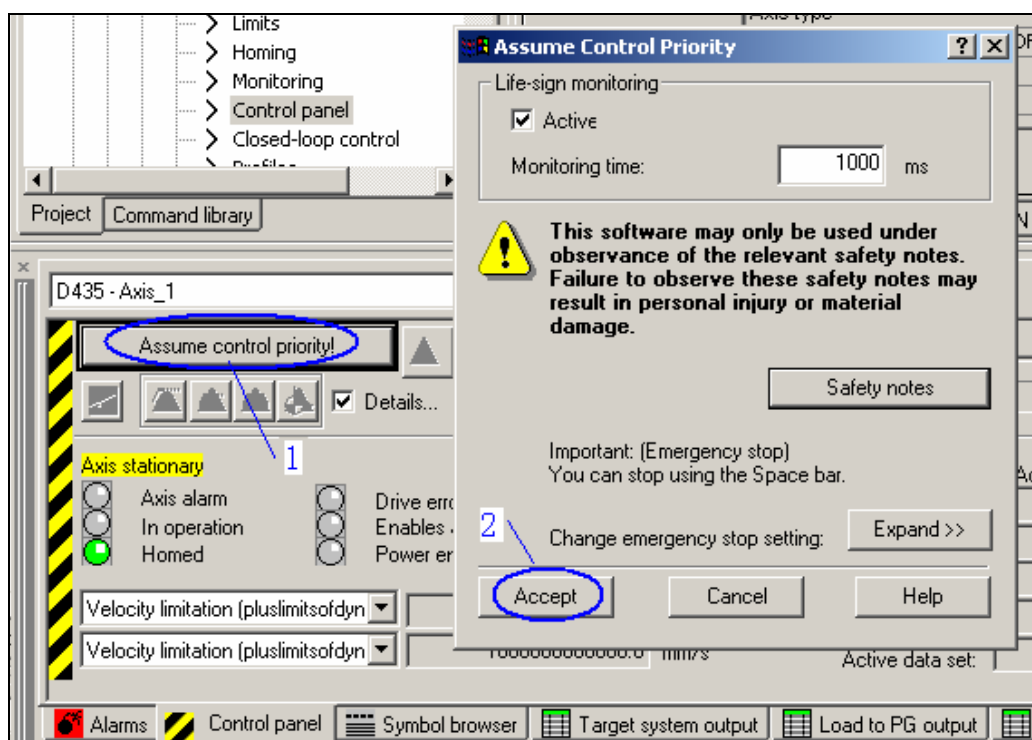 Limits
Homing
Monitoring
Control panel
Closed-loop control
Project
Command library
Axis type
Assume Control Priority
Life-sign monitoring
Active
Monitoring time:
1000 ms
This software may only be used under
observance of the relevant safety notes.
Failure to observe these safety notes may
result in personal injury or material
damage.
Safety notes
Important: (Emergency stop)
You can stop using the Space bar.
2
Change emergency stop setting:
Expand >>
Accept
Cancel
Help
D435 - Axis_1
Assume control priority!
Details...
1
Axis stationary
Axis alarm
In operation
Homed
Drive
Enables
Power
Velocity limitation (pluslimitsofdyn
Velocity limitation (pluslimitsofdyn
mm/s
Active data set:
Alarms
Control panel
Symbol browser
Target system output
Load to PG output